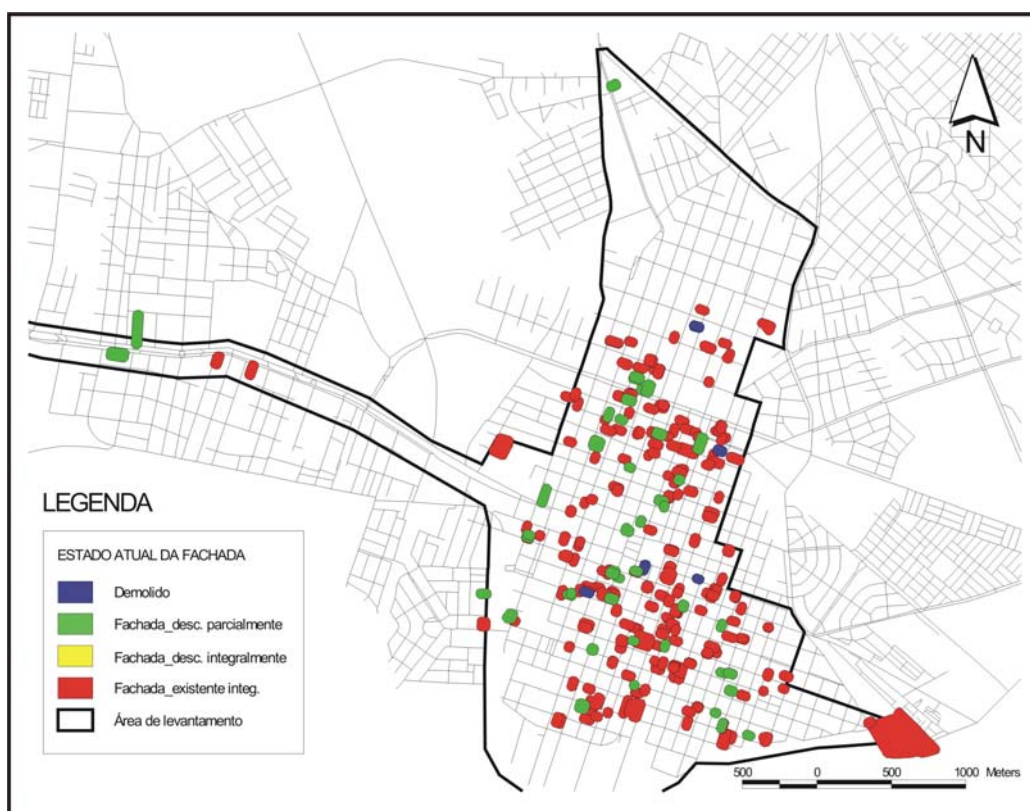 N
LEGENDA
ESTADO ATUAL DA FACHADA
Demolido
Fachada_desc. parcialmente
Fachada_desc. integralmente
Fachada_existente integ.
Área de levantamento
500 0 500 1000 Meters